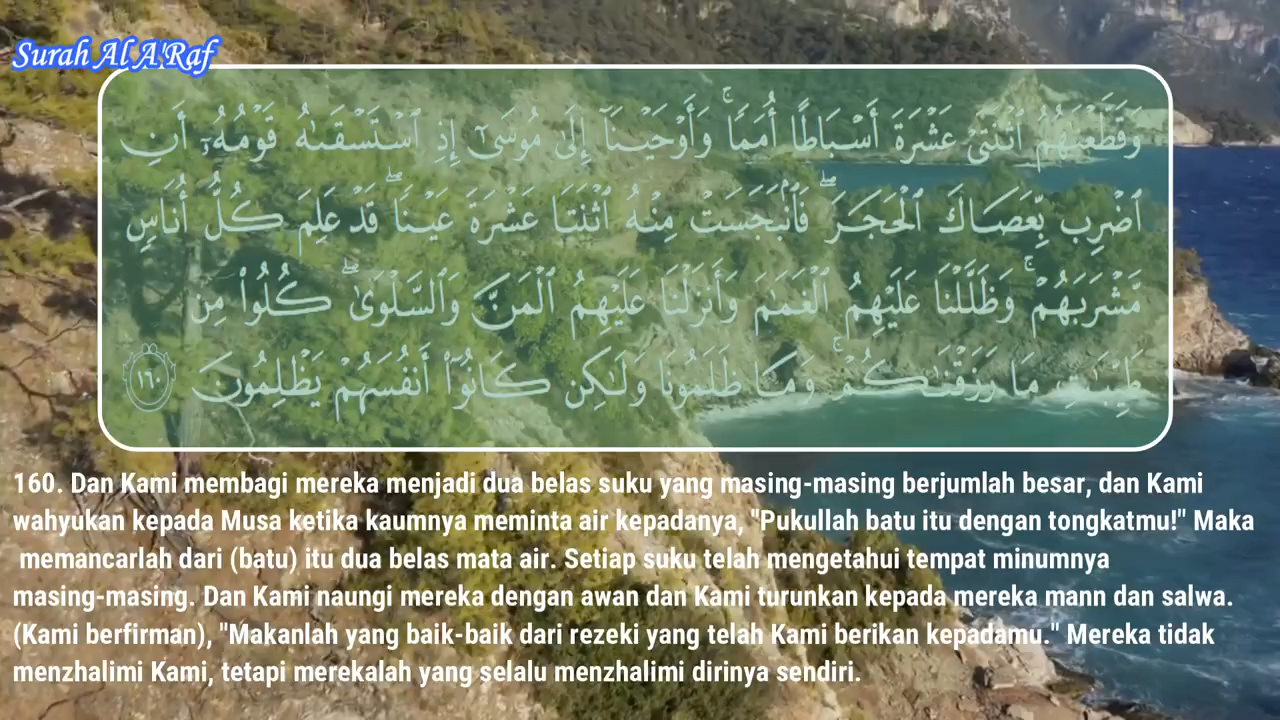 Surah Al A'Raf
وَقَطَّعْنَٰهُمُ ٱثْنَتَىْ عَشْرَةَ أَسْبَاطًا أُمَمًا ۚ وَأَوْحَيْنَآ إِلَىٰ مُوسَىٰٓ إِذِ ٱسْتَسْقَىٰهُ قَوْمُهُۥٓ أَنِ
ٱضْرِب بِّعَصَاكَ ٱلْحَجَرَ ۖ فَٱنۢبَجَسَتْ مِنْهُ ٱثْنَتَا عَشْرَةَ عَيْنًا ۖ قَدْ عَلِمَ كُلُّ أُنَاسٍ
مَّشْرَبَهُمْ ۚ وَظَلَّلْنَا عَلَيْهِمُ ٱلْغَمَٰمَ وَأَنزَلْنَا عَلَيْهِمُ ٱلْمَنَّ وَٱلسَّلْوَىٰ ۖ كُلُوا۟ مِن
طَيِّبَٰتِ مَا رَزَقْنَٰكُمْ ۚ وَمَا ظَلَمُونَا وَلَٰكِن كَانُوٓا۟ أَنفُسَهُمْ يَظْلِمُونَ ١٦٠
160. Dan Kami membagi mereka menjadi dua belas suku yang masing-masing berjumlah besar, dan Kami
wahyukan kepada Musa ketika kaumnya meminta air kepadanya, "Pukullah batu itu dengan tongkatmu!" Maka
memancarlah dari (batu) itu dua belas mata air. Setiap suku telah mengetahui tempat minumnya
masing-masing. Dan Kami naungi mereka dengan awan dan Kami turunkan kepada mereka mann dan salwa.
(Kami berfirman), "Makanlah yang baik-baik dari rezeki yang telah Kami berikan kepadamu." Mereka tidak
menzhalimi Kami, tetapi merekalah yang selalu menzhalimi dirinya sendiri.